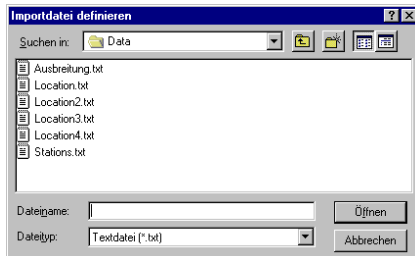 Importdatei definieren
Suchen in: Data
Ausbreitung.txt
Location.txt
Location2.txt
Location3.txt
Location4.txt
Stations.txt
Dateiname: Öffnen
Dateityp: Textdatei (*.txt) Abbrechen